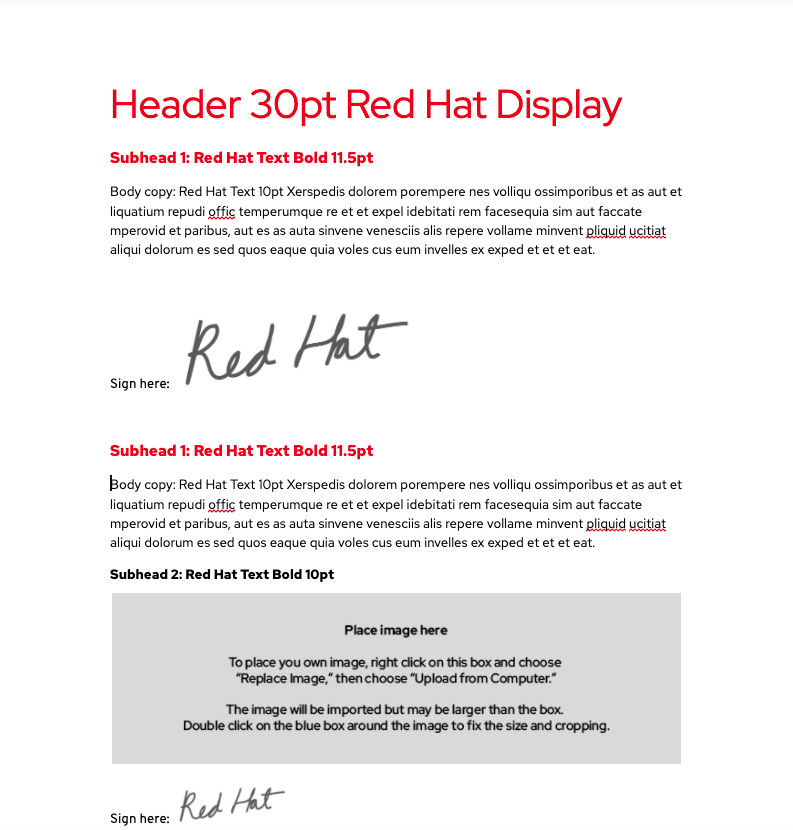 Header 30pt Red Hat Display
Subhead 1: Red Hat Text Bold 11.5pt
Body copy: Red Hat Text 10pt Xerspedis dolorem porempere nes volliqu ossimporibus et as aut et
liquatium repudi offic temperumque re et et expel idebitati rem facesequia sim aut faccate
mperovid et paribus, aut es as auta sinvene venesciis alis repere vollame minvent pliquid ucitiat
aliqui dolorum es sed quos eaque quia voles cus eum invelles ex exped et et et eat.
Sign here: Red Hat
Subhead 1: Red Hat Text Bold 11.5pt
Body copy: Red Hat Text 10pt Xerspedis dolorem porempere nes volliqu ossimporibus et as aut et
liquatium repudi offic temperumque re et et expel idebitati rem facesequia sim aut faccate
mperovid et paribus, aut es as auta sinvene venesciis alis repere vollame minvent pliquid ucitiat
aliqui dolorum es sed quos eaque quia voles cus eum invelles ex exped et et et eat.
Subhead 2: Red Hat Text Bold 10pt
Place image here
To place you own image, right click on this box and choose
“Replace Image,” then choose “Upload from Computer.”
The image will be imported but may be larger than the box.
Double click on the blue box around the image to fix the size and cropping.
Sign here: Red Hat